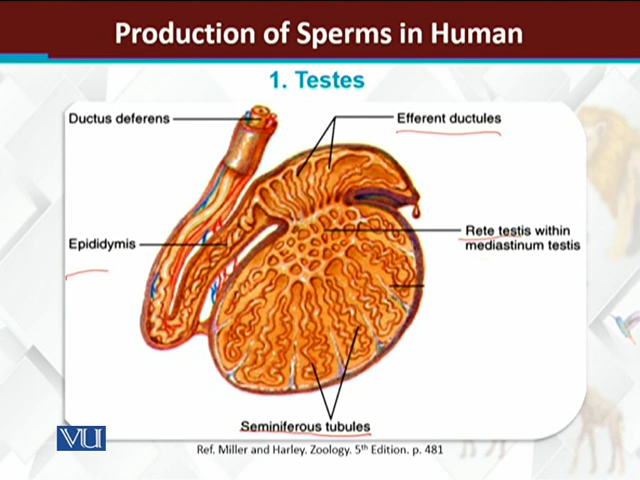 Production of Sperms in Human
1. Testes
Ductus deferens
Efferent ductules
Epididymis
Rete testis within
mediastinum testis
Seminiferous tubules
VU
Ref. Miller and Harley. Zoology. 5th Edition. p. 481